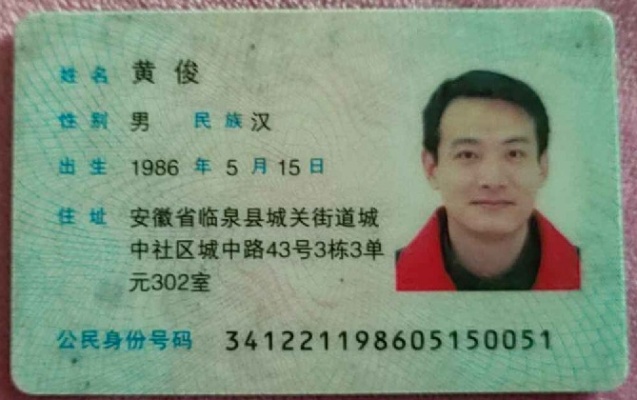 姓名 黄俊
性别 男 民族 汉
出生 1986 年 5 月 15 日
住址 安徽省临泉县城关街道城
中社区城中路43号3栋3单
元302室
公民身份号码 341221198605150051